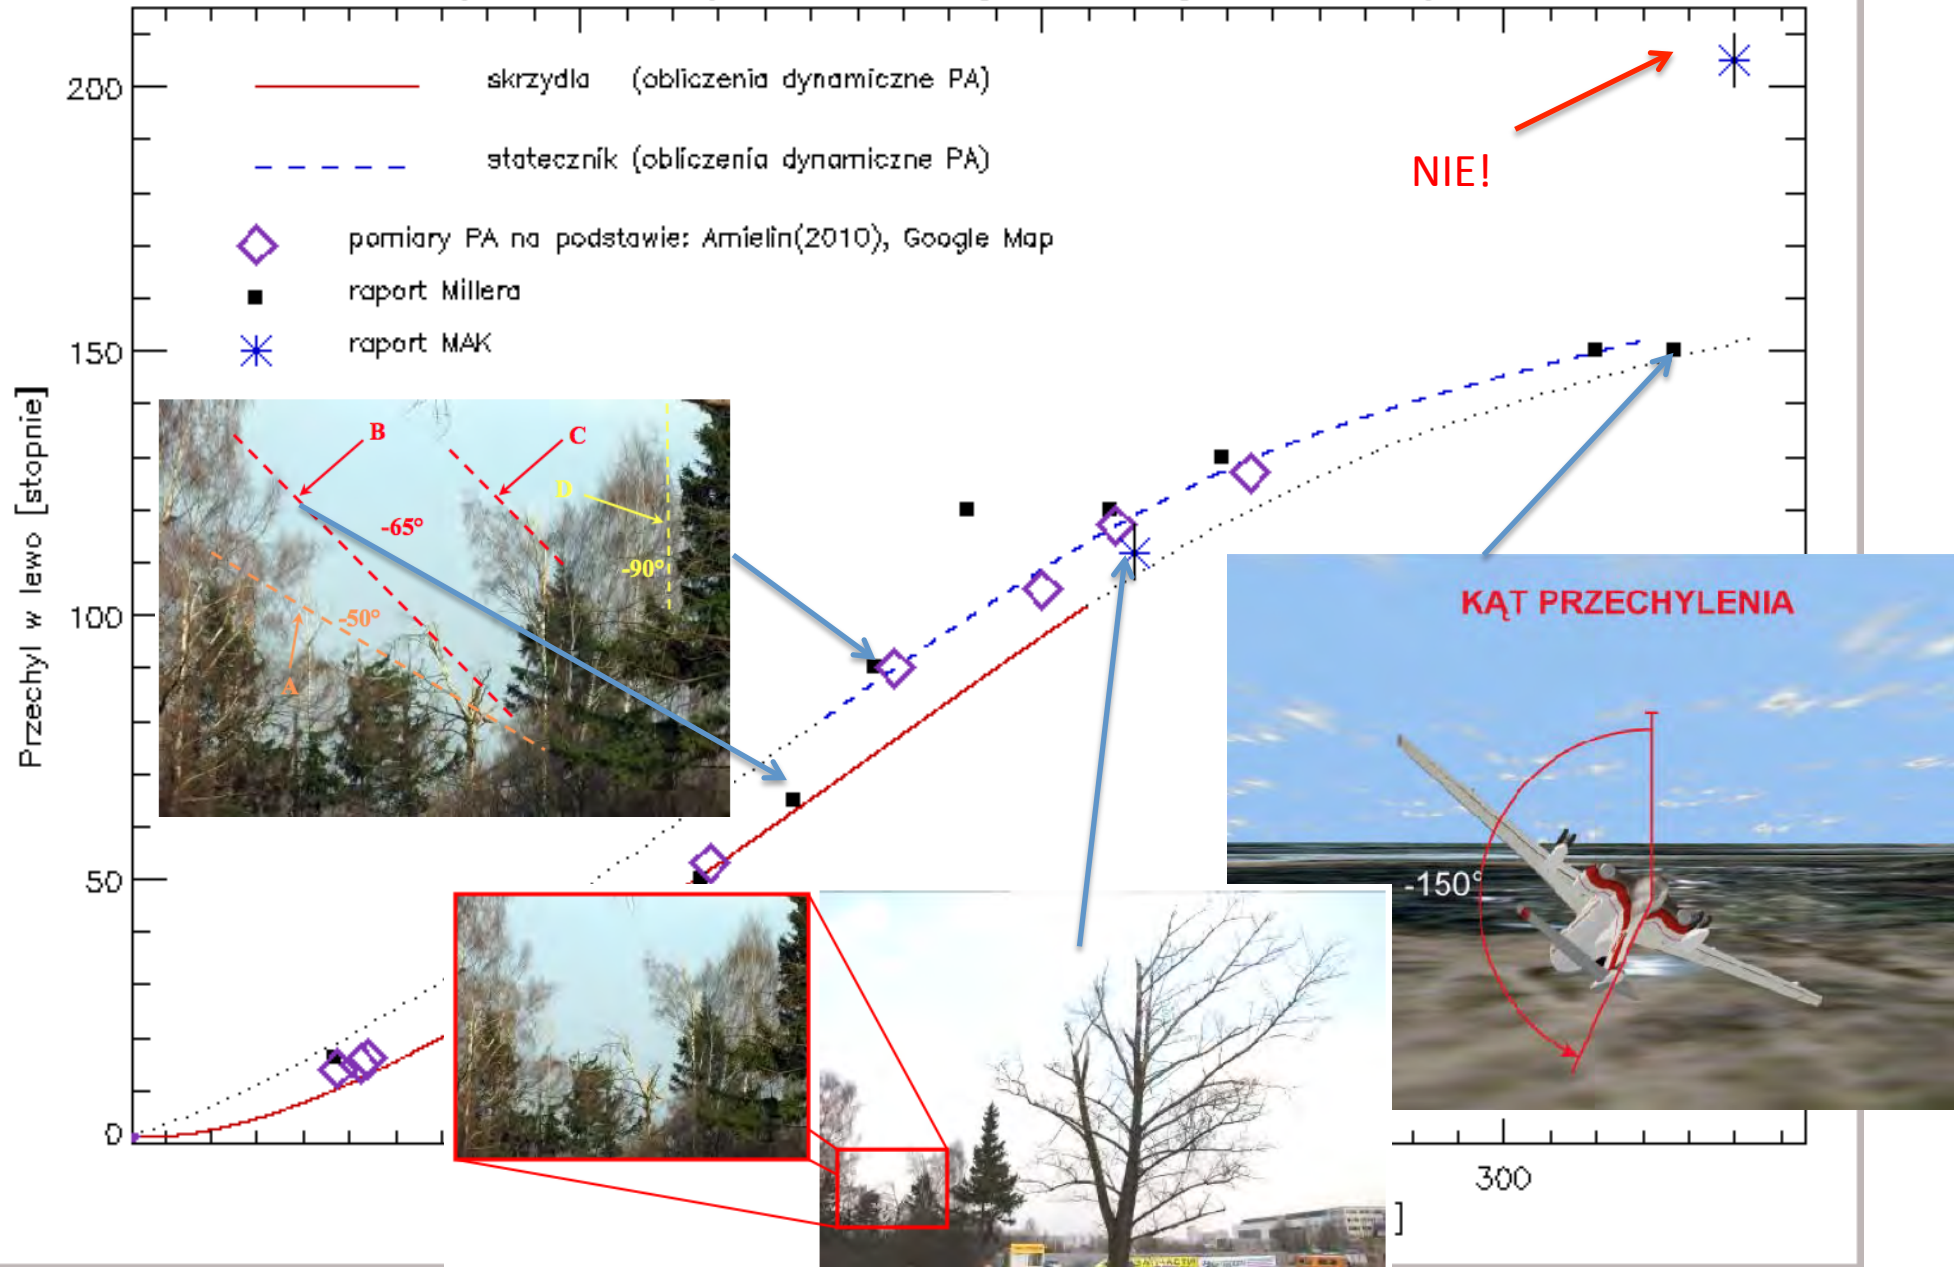 200
150
100
50
0
Przechyl w lewo [stopnie]
skrzydla (obliczenia dynamiczne PA)
statecznik (obliczenia dynamiczne PA)
pomiary PA na podstawie: Amielin(2010), Google Map
raport Millera
raport MAK
NIE!
B
C
D
-65°
-90°
-50°
A
KĄT PRZECHYLENIA
-150°
300
]